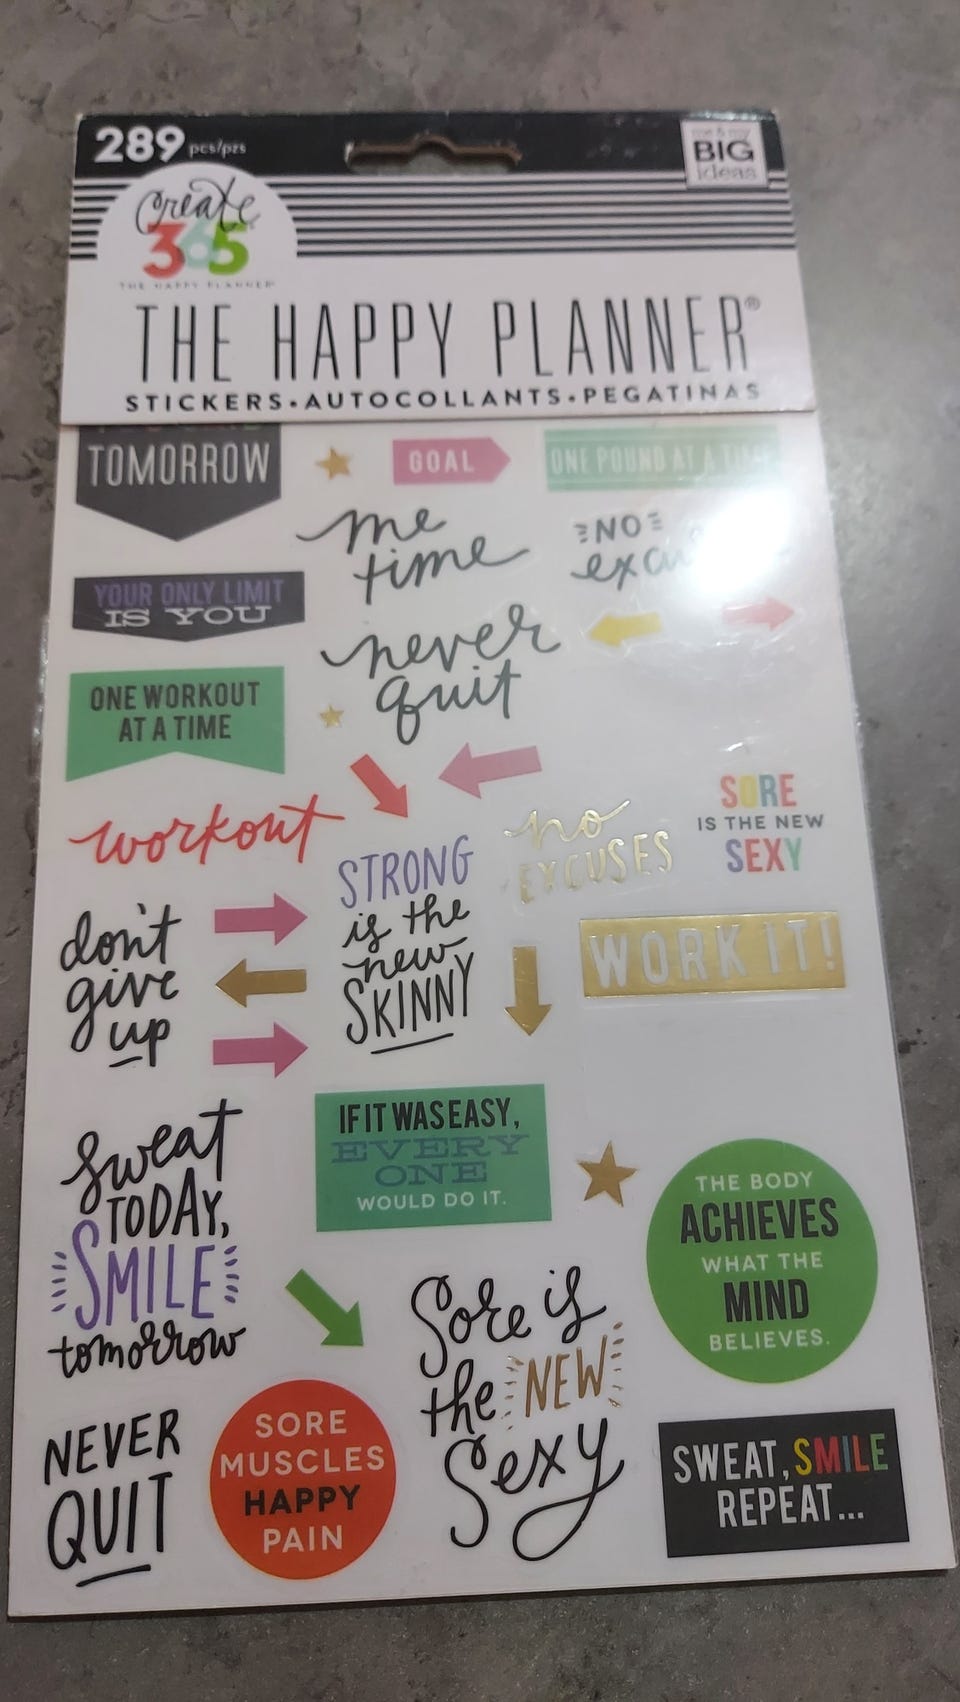 289 pcs/pzs
me & my
BIG
ideas
create
365
THE HAPPY PLANNER®
THE HAPPY PLANNER®
STICKERS•AUTOCOLLANTS•PEGATINAS
TOMORROW
GOAL
ONE POUND AT A TIME
me
time
NO
YOUR ONLY LIMIT
IS YOU
never
quit
ONE WORKOUT
AT A TIME
workout
STRONG
is the
new
SKINNY
no
EXCUSES
SORE
IS THE NEW
SEXY
don't
give
up
WORK IT!
sweat
TODAY,
SMILE
tomorrow
IF IT WAS EASY,
EVERY
ONE
WOULD DO IT.
THE BODY
ACHIEVES
WHAT THE
MIND
BELIEVES.
Sore is
the NEW
Sexy
NEVER
QUIT
SORE
MUSCLES
HAPPY
PAIN
SWEAT, SMILE
REPEAT...